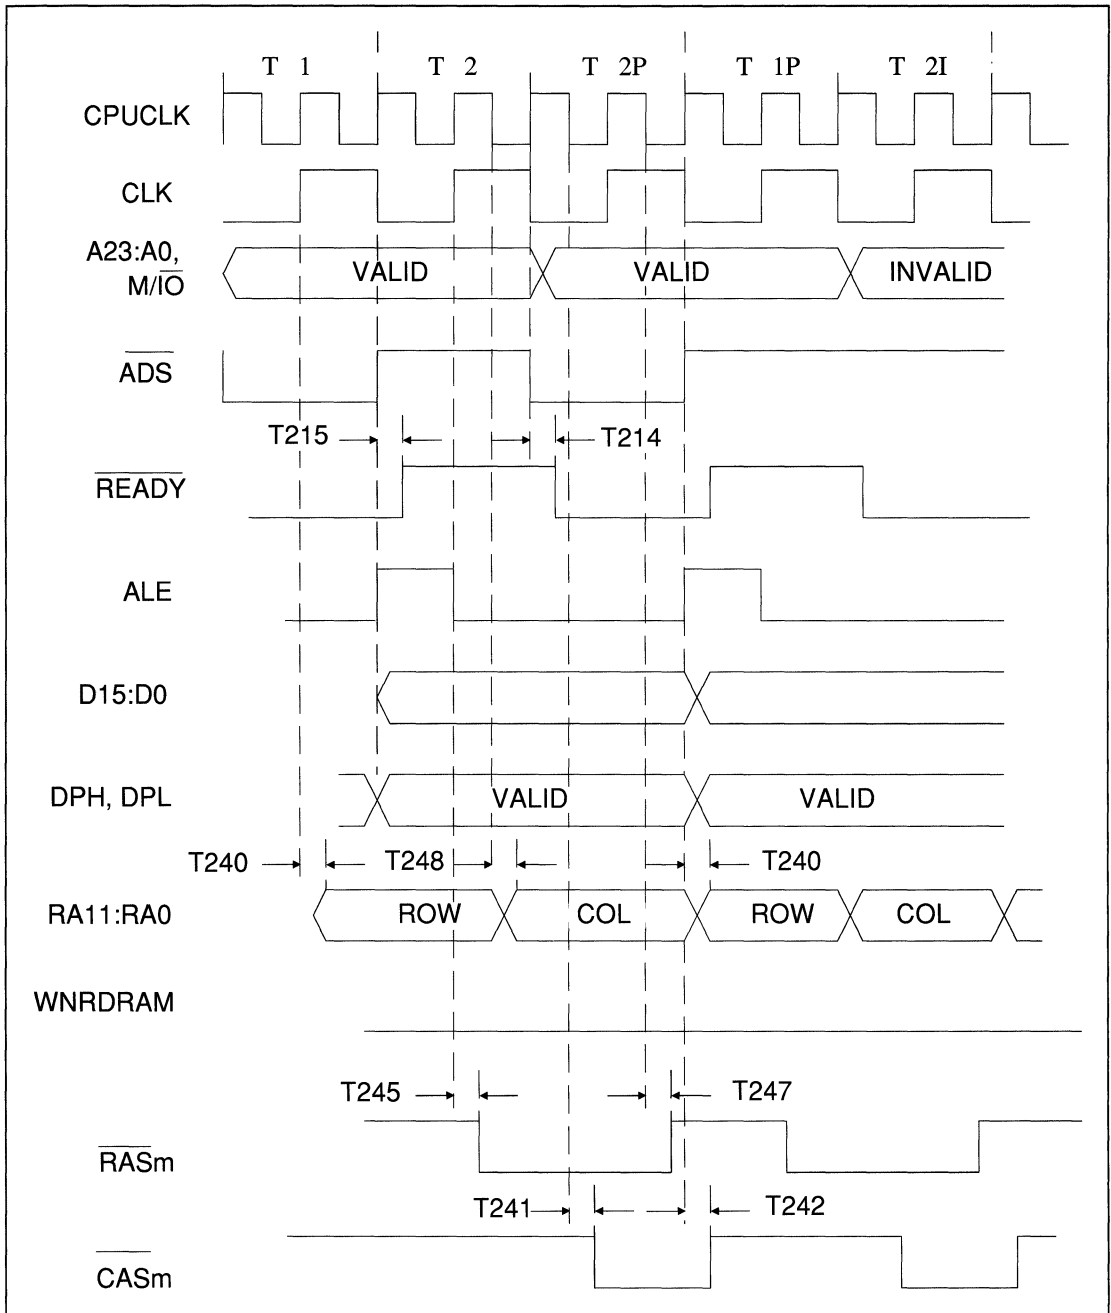 T 1 T 2 T 2P T 1P T 2I
CPUCLK
CLK
A23:A0,
M/IO
VALID VALID INVALID
ADS
T215 T214
READY
ALE
D15:D0
DPH, DPL VALID VALID
T240 T248 T240
RA11:RA0 ROW COL ROW COL
WNRDRAM
T245 T247
RASm
T241 T242
CASm